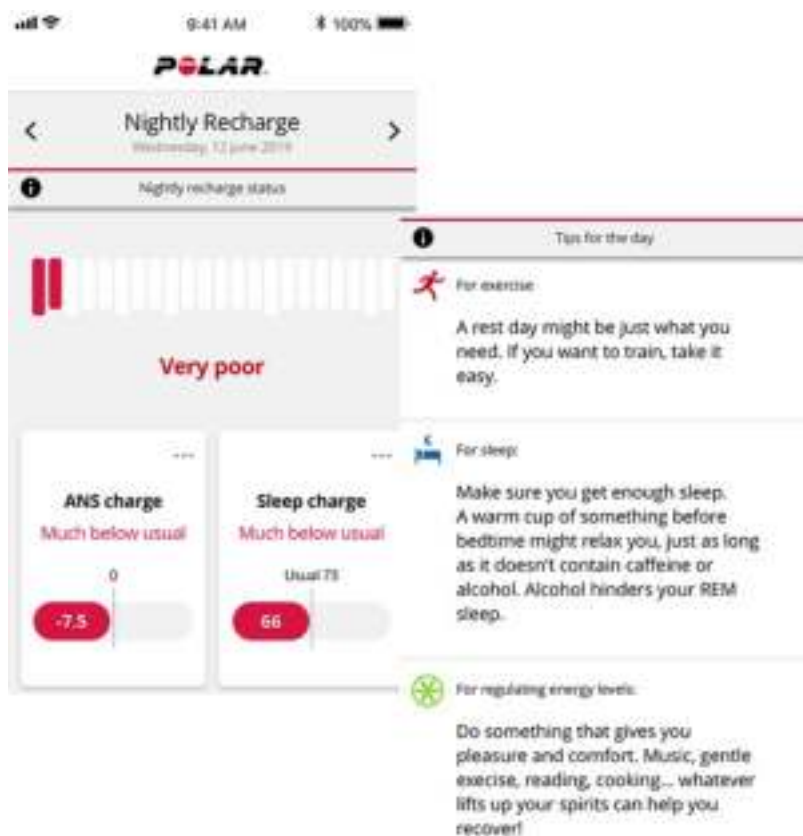 9:41 AM
100%
POLAR
Nightly Recharge
Wednesday, 12 june 2019
Nightly recharge status
Very poor
...
ANS charge
Much below usual
0
-7.5
...
Sleep charge
Much below usual
Usual 73
66
Tips for the day
For exercise
A rest day might be just what you
need. If you want to train, take it
easy.
For sleep:
Make sure you get enough sleep.
A warm cup of something before
bedtime might relax you, just as long
as it doesn't contain caffeine or
alcohol. Alcohol hinders your REM
sleep.
For regulating energy levels:
Do something that gives you
pleasure and comfort. Music, gentle
execise, reading, cooking... whatever
lifts up your spirits can help you
recover!